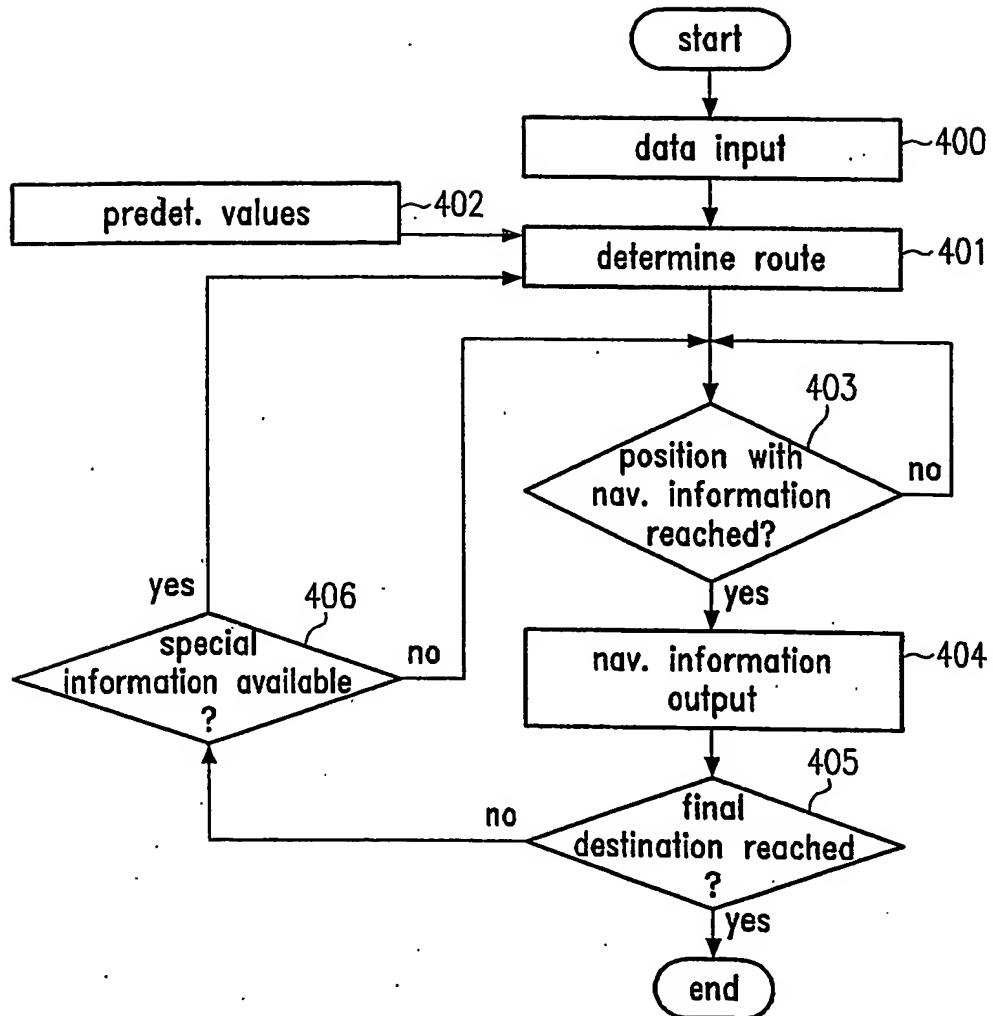 start
data input
400
predet. values
402
determine route
401
403
position with
nav. information
reached?
no
yes
yes
406
special
information available
?
no
nav. information
output
404
405
no
final
destination reached
?
yes
end